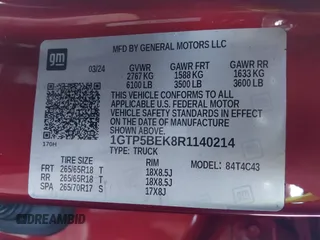 gm
MFD BY GENERAL MOTORS LLC
03/24
GVWR GAWR FRT GAWR RR
2767 KG 1588 KG 1633 KG
6100 LB 3500 LB 3600 LB
THIS VEHICLE CONFORMS TO ALL
APPLICABLE U.S. FEDERAL MOTOR
VEHICLE SAFETY STANDARDS IN EFFECT
ON THE DATE OF MANUFACTURE
SHOWN ABOVE.
1GTP5BEK8R1140214
170H
TYPE: TRUCK
MODEL: 84T4C43
TIRE SIZE RIM
FRT 265/65R18 T 18X8.5J
RR 265/65R18 T 18X8.5J
SPA 265/70R17 S 17X8J
DREAMBID